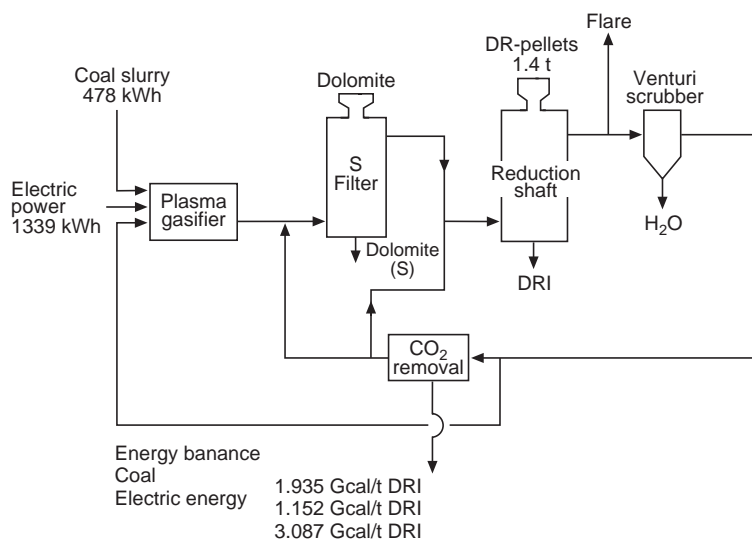 Flare
DR-pellets
1.4 t
Venturi
scrubber
Coal slurry
478 kWh
Dolomite
S
Filter
Reduction
shaft
Electric
power
1339 kWh
Plasma
gasifier
H₂O
Dolomite
(S)
DRI
CO₂
removal
Energy banance
Coal
Electric energy
1.935 Gcal/t DRI
1.152 Gcal/t DRI
3.087 Gcal/t DRI